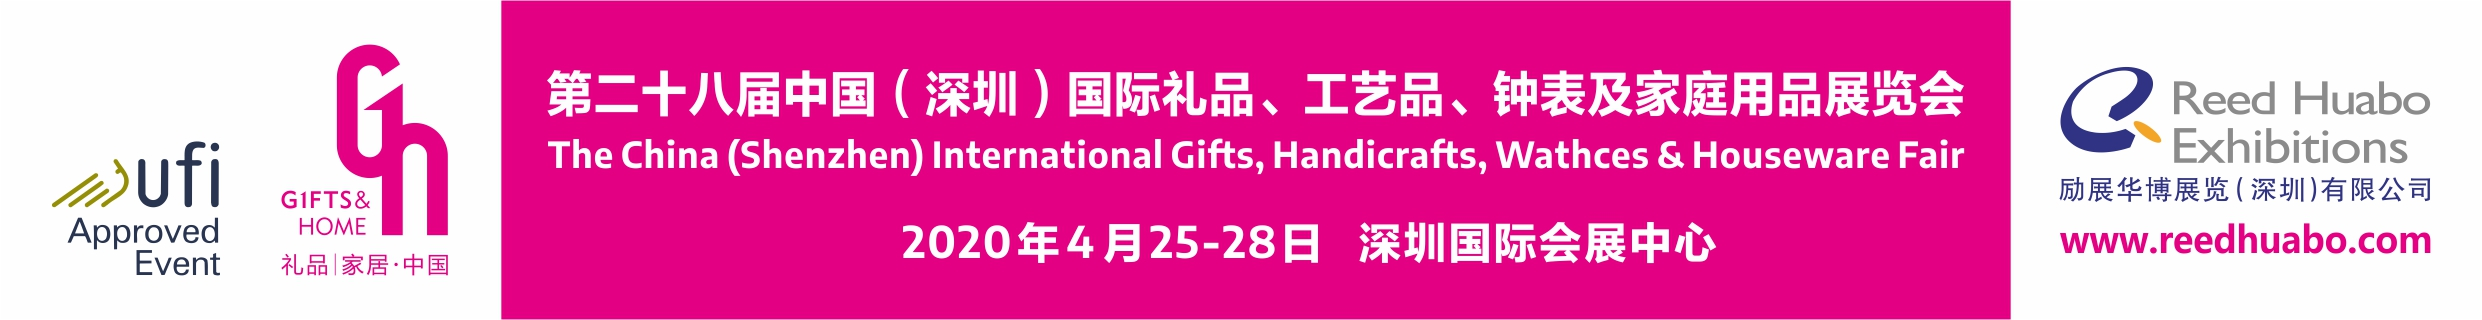 ufi
Approved
Event
G1FTS&
HOME
礼品|家居·中国
第二十八届中国（深圳）国际礼品、工艺品、钟表及家庭用品展览会
The China (Shenzhen) International Gifts, Handicrafts, Wathces & Houseware Fair
2020年4月25-28日 深圳国际会展中心
Reed Huabo
Exhibitions
励展华博展览(深圳)有限公司
www.reedhuabo.com